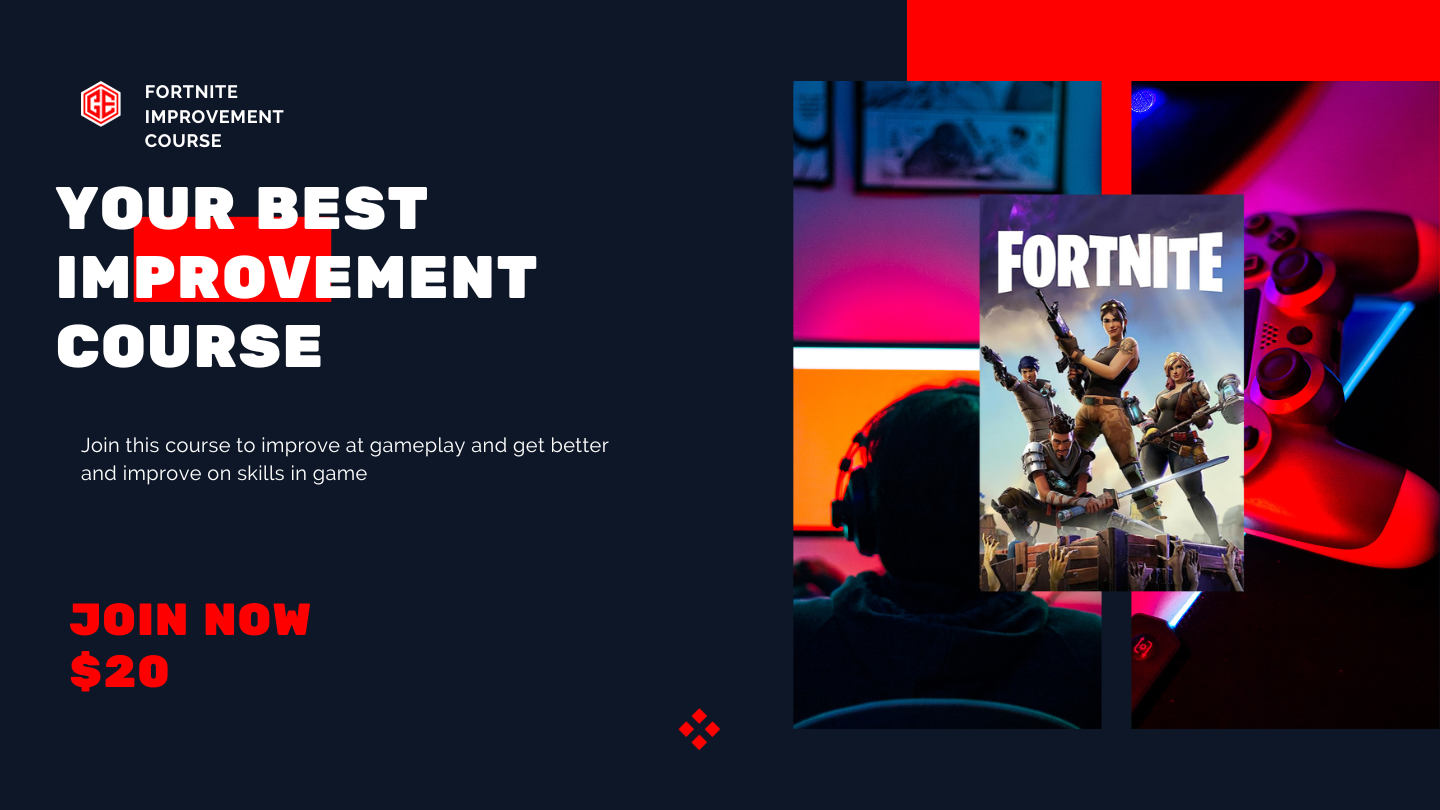 GE
FORTNITE
IMPROVEMENT
COURSE
YOUR BEST
IMPROVEMENT
COURSE
Join this course to improve at gameplay and get better
and improve on skills in game
JOIN NOW
$20
FORTNITE